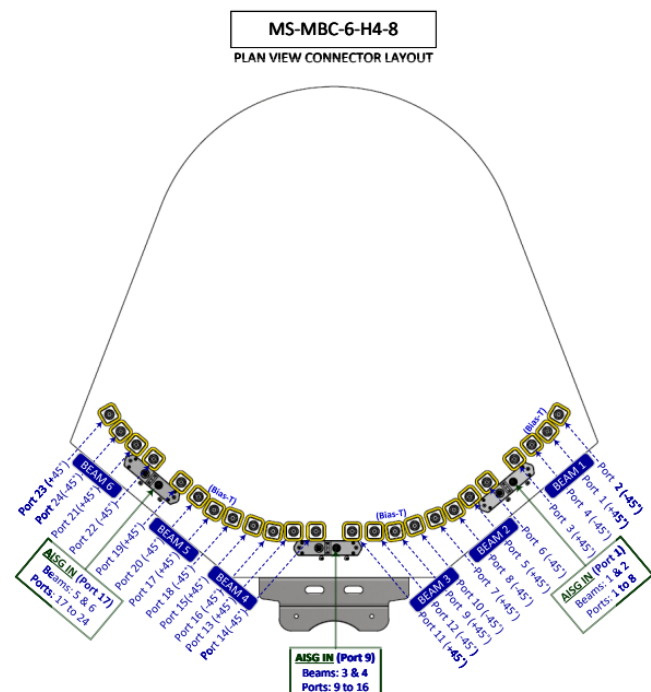 MS-MBC-6-H4-8
PLAN VIEW CONNECTOR LAYOUT
(Bias-T)
(Bias-T)
(Bias-T)
BEAM 6
BEAM 5
BEAM 4
BEAM 3
BEAM 2
BEAM 1
Port 23 (+45°)
Port 24(-45°)
Port 21(+45°)
Port 22 (-45°)
Port 19(+45°)
Port 20 (-45°)
Port 17 (+45°)
Port 18 (-45°)
Port 15(+45°)
Port 16 (-45°)
Port 13 (+45°)
Port 14(-45°)
Port 11 (+45°)
Port 12 (-45°)
Port 9 (+45°)
Port 10 (-45°)
Port 7 (+45°)
Port 8 (-45°)
Port 5 (+45°)
Port 6 (-45°)
Port 3 (+45°)
Port 4 (-45°)
Port 1 (+45°)
Port 2 (-45°)
AISG IN (Port 17)
Beams: 5 & 6
Ports: 17 to 24
AISG IN (Port 9)
Beams: 3 & 4
Ports: 9 to 16
AISG IN (Port 1)
Beams: 1 & 2
Ports: 1 to 8